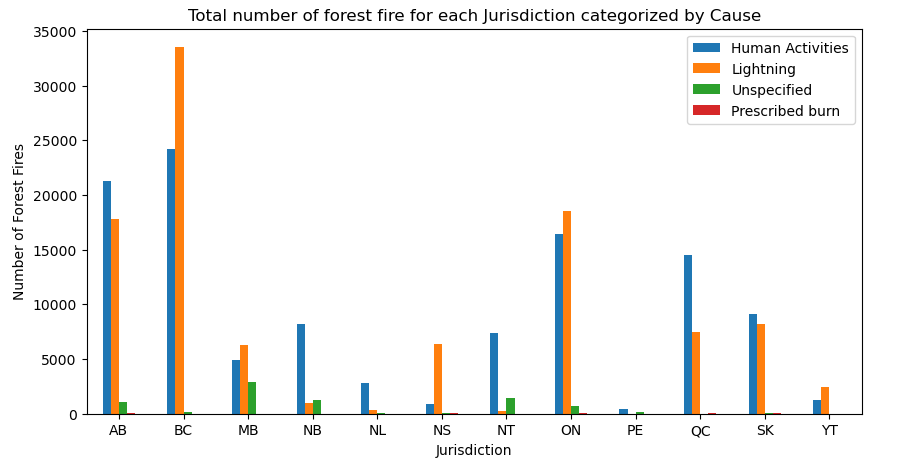 Total number of forest fire for each Jurisdiction categorized by Cause
35000
30000
25000
20000
15000
10000
5000
0
Number of Forest Fires
Human Activities
Lightning
Unspecified
Prescribed burn
AB BC MB NB NL NS NT ON PE QC SK YT
Jurisdiction